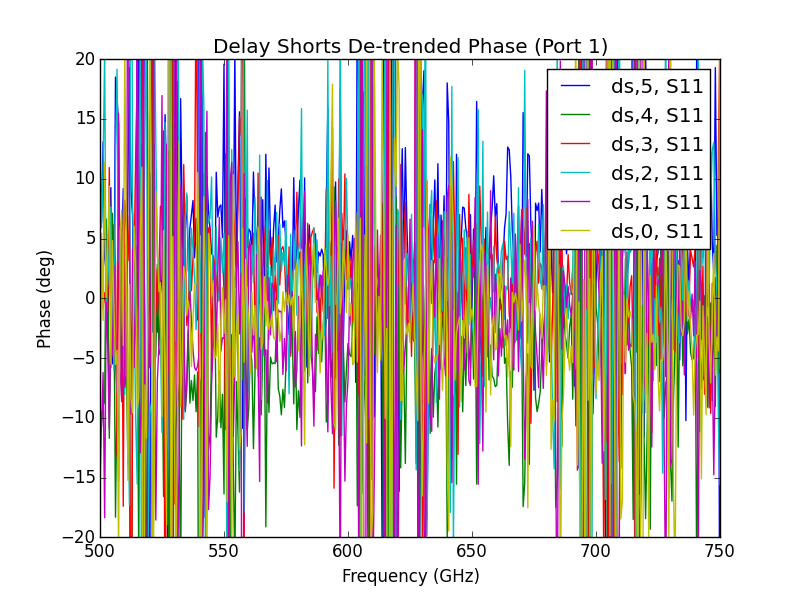 Delay Shorts De-trended Phase (Port 1)
20
15
10
5
0
−5
−10
−15
−20
Phase (deg)
ds,5, S11
ds,4, S11
ds,3, S11
ds,2, S11
ds,1, S11
ds,0, S11
500
550
600
650
700
750
Frequency (GHz)